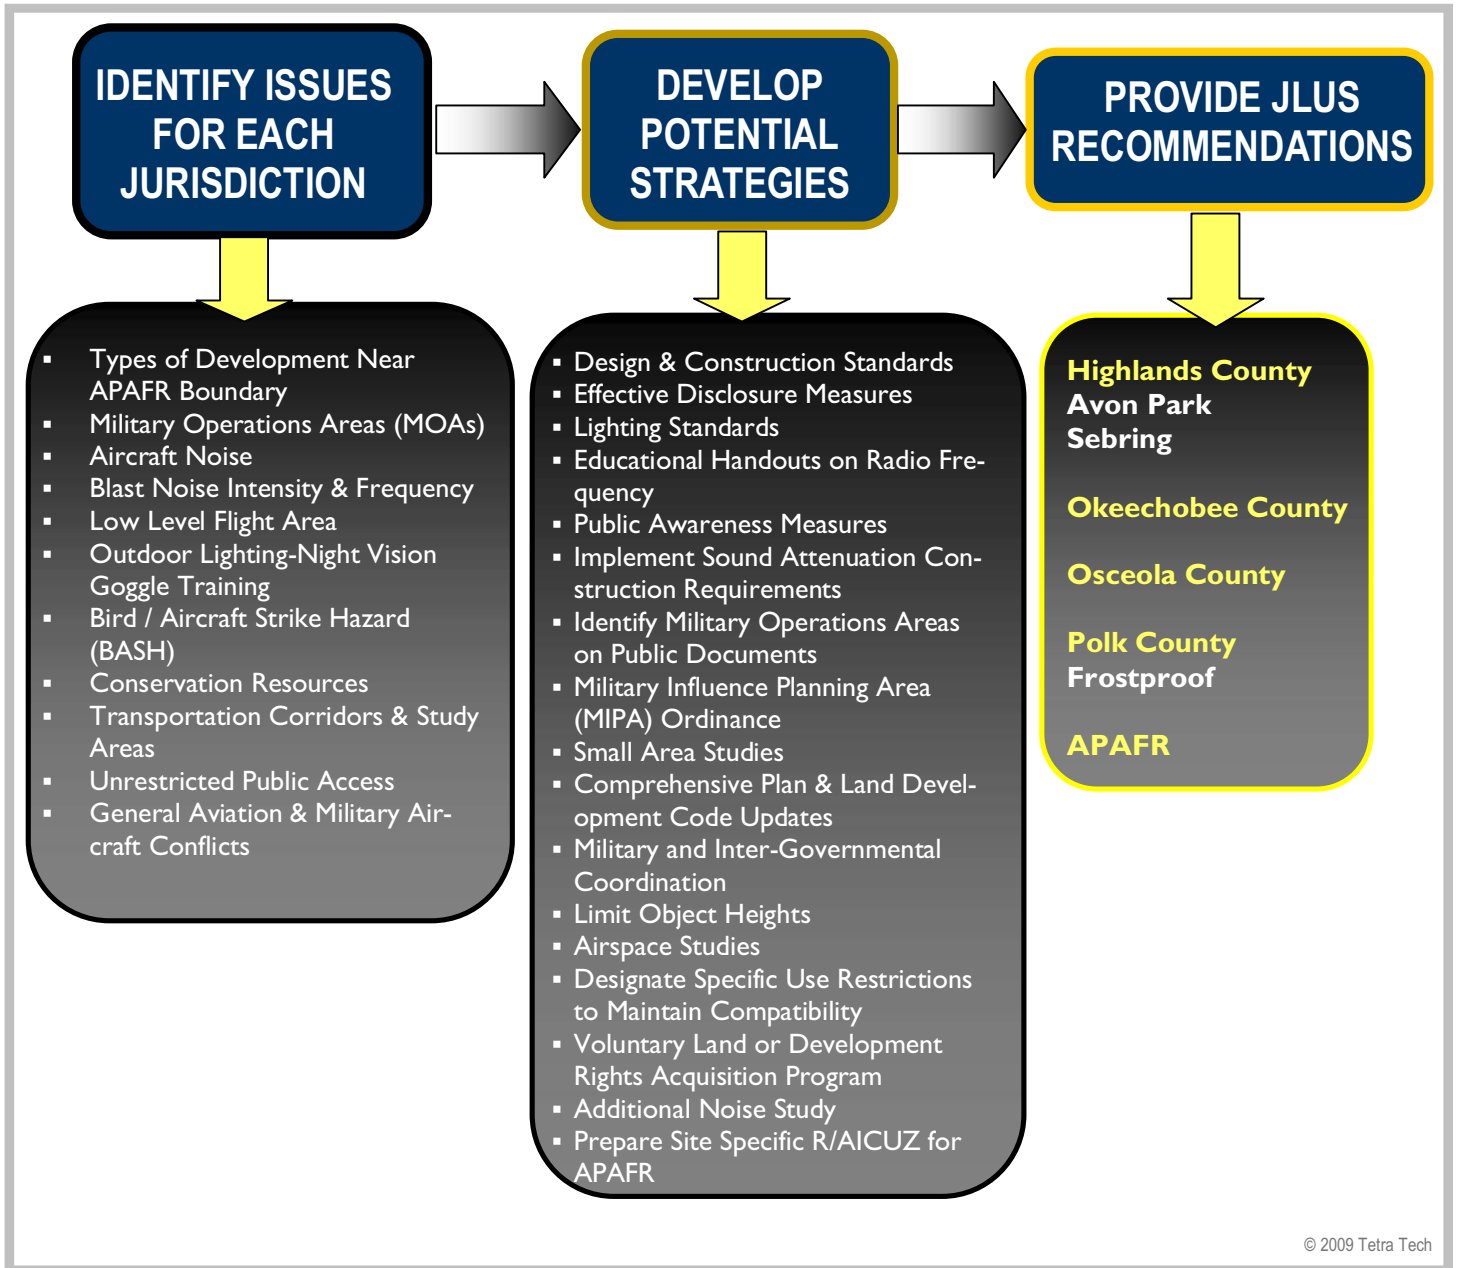 IDENTIFY ISSUES
FOR EACH
JURISDICTION
DEVELOP
POTENTIAL
STRATEGIES
PROVIDE JLUS
RECOMMENDATIONS
▪ Types of Development Near
APAFR Boundary
▪ Military Operations Areas (MOAs)
▪ Aircraft Noise
▪ Blast Noise Intensity & Frequency
▪ Low Level Flight Area
▪ Outdoor Lighting-Night Vision
Goggle Training
▪ Bird / Aircraft Strike Hazard
(BASH)
▪ Conservation Resources
▪ Transportation Corridors & Study
Areas
▪ Unrestricted Public Access
▪ General Aviation & Military Air-
craft Conflicts
▪ Design & Construction Standards
▪ Effective Disclosure Measures
▪ Lighting Standards
▪ Educational Handouts on Radio Fre-
quency
▪ Public Awareness Measures
▪ Implement Sound Attenuation Con-
struction Requirements
▪ Identify Military Operations Areas
on Public Documents
▪ Military Influence Planning Area
(MIPA) Ordinance
▪ Small Area Studies
▪ Comprehensive Plan & Land Devel-
opment Code Updates
▪ Military and Inter-Governmental
Coordination
▪ Limit Object Heights
▪ Airspace Studies
▪ Designate Specific Use Restrictions
to Maintain Compatibility
▪ Voluntary Land or Development
Rights Acquisition Program
▪ Additional Noise Study
▪ Prepare Site Specific R/AICUZ for
APAFR
Highlands County
Avon Park
Sebring
Okeechobee County
Osceola County
Polk County
Frostproof
APAFR
© 2009 Tetra Tech